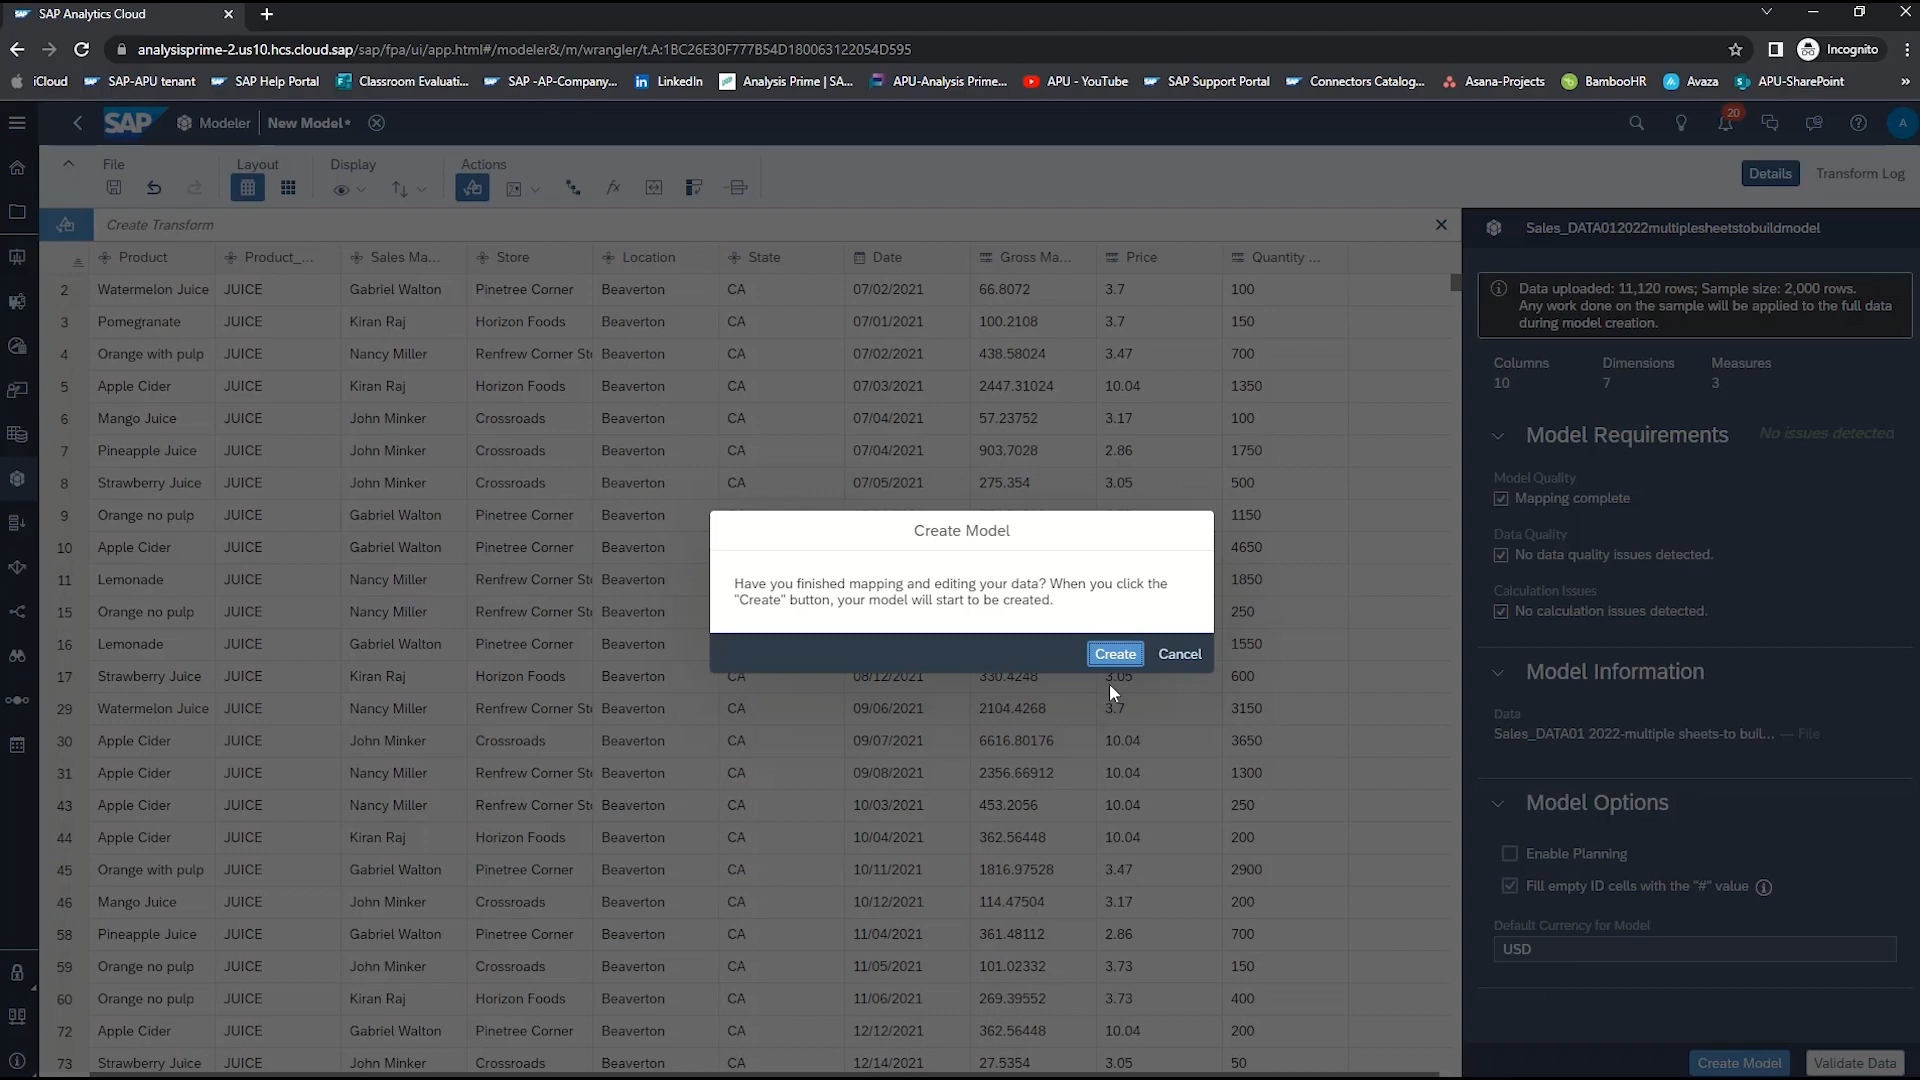 SAP Analytics Cloud
analysisprime-2.us10.hcs.cloud.sap/sap/fpa/ui/app.html#/modeler&/m/wrangler/t.A:1BC26E30F777B54D180063122054D595
Incognito
iCloud SAP-APU tenant SAP Help Portal Classroom Evaluati... SAP -AP-Company,... LinkedIn Analysis Prime | SA... APU-Analysis Prime... APU - YouTube SAP Support Portal Connectors Catalog... Asana-Projects BambooHR Avaza APU-SharePoint »
SAP Modeler New Model* 20 A
File Layout Display Actions
Details Transform Log
Create Transform
Product Product_... Sales Ma... Store Location State Date Gross Ma... Price Quantity ...
2 Watermelon Juice JUICE Gabriel Walton Pinetree Corner Beaverton CA 07/02/2021 66.8072 3.7 100
3 Pomegranate JUICE Kiran Raj Horizon Foods Beaverton CA 07/01/2021 100.2108 3.7 150
4 Orange with pulp JUICE Nancy Miller Renfrew Corner St Beaverton CA 07/02/2021 438.58024 3.47 700
5 Apple Cider JUICE Kiran Raj Horizon Foods Beaverton CA 07/03/2021 2447.31024 10.04 1350
6 Mango Juice JUICE John Minker Crossroads Beaverton CA 07/04/2021 57.23752 3.17 100
7 Pineapple Juice JUICE John Minker Crossroads Beaverton CA 07/04/2021 903.7028 2.86 1750
8 Strawberry Juice JUICE John Minker Crossroads Beaverton CA 07/05/2021 275.354 3.05 500
9 Orange no pulp JUICE Gabriel Walton Pinetree Corner Beaverton 1150
10 Apple Cider JUICE Gabriel Walton Pinetree Corner Beaverton 4650
11 Lemonade JUICE Nancy Miller Renfrew Corner St Beaverton 1850
15 Orange no pulp JUICE Nancy Miller Renfrew Corner St Beaverton 250
16 Lemonade JUICE Gabriel Walton Pinetree Corner Beaverton 1550
17 Strawberry Juice JUICE Kiran Raj Horizon Foods Beaverton CA 08/12/2021 330.4248 3.05 600
29 Watermelon Juice JUICE Nancy Miller Renfrew Corner St Beaverton CA 09/06/2021 2104.4268 3.7 3150
30 Apple Cider JUICE John Minker Crossroads Beaverton CA 09/07/2021 6616.80176 10.04 3650
31 Apple Cider JUICE Nancy Miller Renfrew Corner St Beaverton CA 09/08/2021 2356.66912 10.04 1300
43 Apple Cider JUICE Nancy Miller Renfrew Corner St Beaverton CA 10/03/2021 453.2056 10.04 250
44 Apple Cider JUICE Kiran Raj Horizon Foods Beaverton CA 10/04/2021 362.56448 10.04 200
45 Orange with pulp JUICE Gabriel Walton Pinetree Corner Beaverton CA 10/11/2021 1816.97528 3.47 2900
46 Mango Juice JUICE John Minker Crossroads Beaverton CA 10/12/2021 114.47504 3.17 200
58 Pineapple Juice JUICE Gabriel Walton Pinetree Corner Beaverton CA 11/04/2021 361.48112 2.86 700
59 Orange no pulp JUICE John Minker Crossroads Beaverton CA 11/05/2021 101.02332 3.73 150
60 Orange no pulp JUICE Kiran Raj Horizon Foods Beaverton CA 11/06/2021 269.39552 3.73 400
72 Apple Cider JUICE Gabriel Walton Pinetree Corner Beaverton CA 12/12/2021 362.56448 10.04 200
73 Strawberry Juice JUICE John Minker Crossroads Beaverton CA 12/14/2021 27.5354 3.05 50
Create Model
Have you finished mapping and editing your data? When you click the
"Create" button, your model will start to be created.
Create Cancel
Sales_DATA012022multiplesheetstobuildmodel
Data uploaded: 11,120 rows; Sample size: 2,000 rows.
Any work done on the sample will be applied to the full data
during model creation.
Columns Dimensions Measures
10 7 3
Model Requirements No issues detected
Model Quality
Mapping complete
Data Quality
No data quality issues detected.
Calculation Issues
No calculation issues detected.
Model Information
Data
Sales_DATA01 2022-multiple sheets-to buil... — File
Model Options
Enable Planning
Fill empty ID cells with the "#" value
Default Currency for Model
USD
Create Model Validate Data